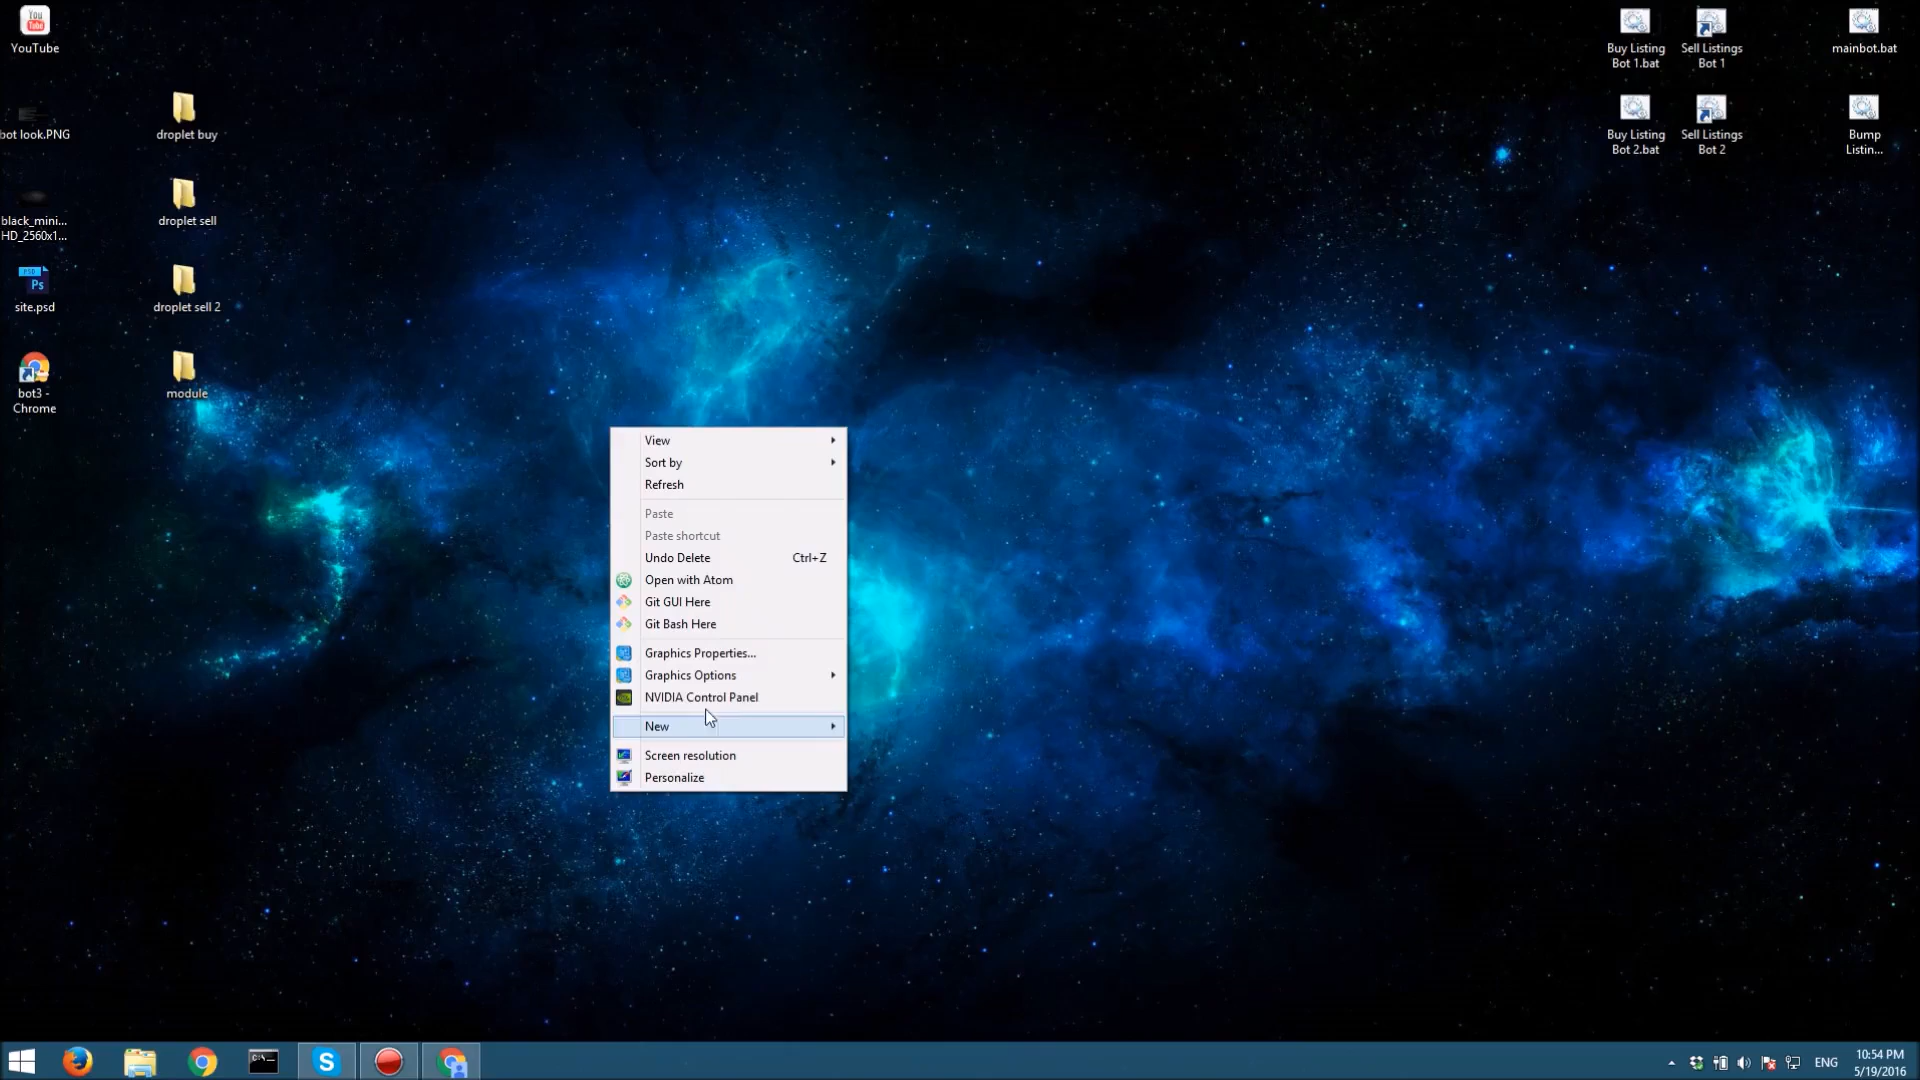 YouTube
bot look.PNG
black_mini...
HD_2560x1...
PSD
Ps
site.psd
bot3 -
Chrome
droplet buy
droplet sell
droplet sell 2
module
Buy Listing
Bot 1.bat
Sell Listings
Bot 1
mainbot.bat
Buy Listing
Bot 2.bat
Sell Listings
Bot 2
Bump
Listin...
View
Sort by
Refresh
Paste
Paste shortcut
Undo Delete Ctrl+Z
Open with Atom
Git GUI Here
Git Bash Here
Graphics Properties...
Graphics Options
NVIDIA Control Panel
New
Screen resolution
Personalize
ENG
10:54 PM
5/19/2016